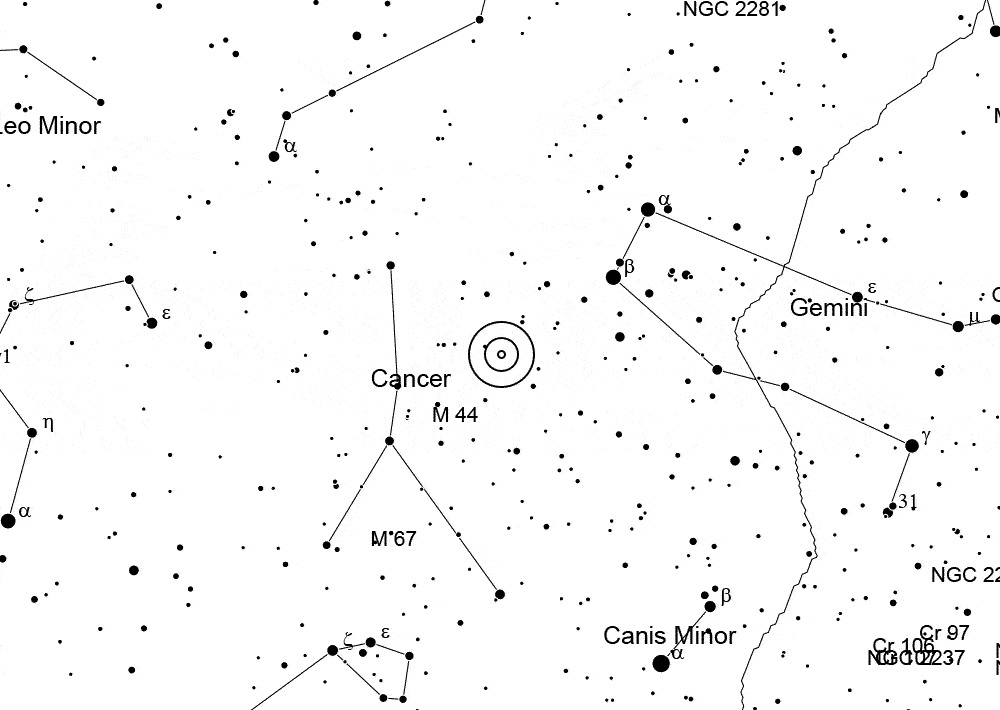 NGC 2281
Leo Minor
α
α
β
ζ
ε
ε
Gemini
μ
γ1
Cancer
M 44
η
γ
α
31
M 67
NGC 22
β
ζ
ε
Canis Minor
α
Cr 97
Cr 106
NGC 2237